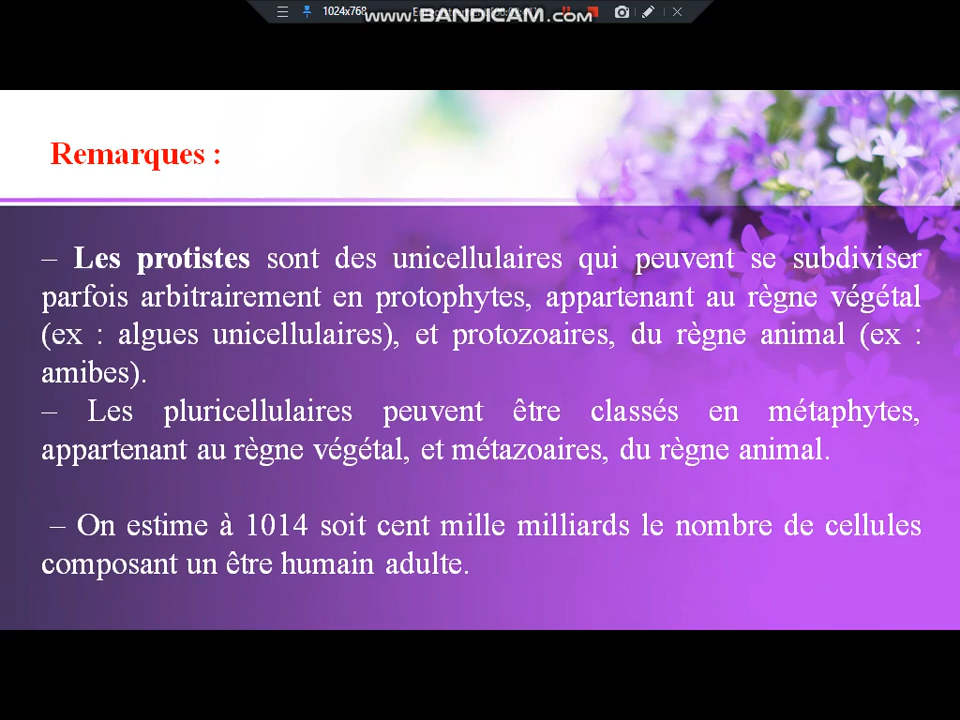 1024x768
www.BANDICAM.com
Remarques :
– Les protistes sont des unicellulaires qui peuvent se subdiviser
parfois arbitrairement en protophytes, appartenant au règne végétal
(ex : algues unicellulaires), et protozoaires, du règne animal (ex :
amibes).
– Les pluricellulaires peuvent être classés en métaphytes,
appartenant au règne végétal, et métazoaires, du règne animal.
– On estime à 1014 soit cent mille milliards le nombre de cellules
composant un être humain adulte.